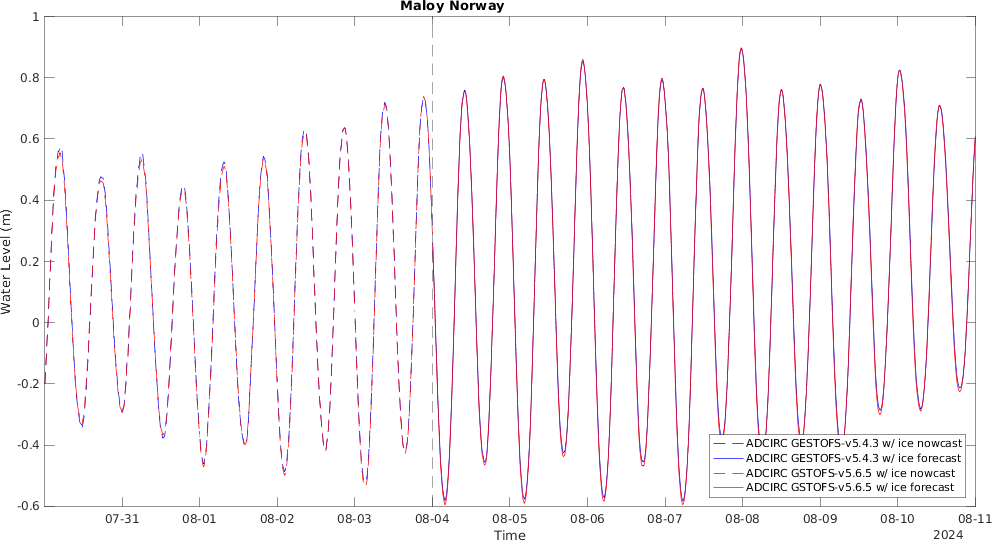 Maloy Norway
Water Level (m)
1
0.8
0.6
0.4
0.2
0
-0.2
-0.4
-0.6
ADCIRC GESTOFS-v5.4.3 w/ ice nowcast
ADCIRC GESTOFS-v5.4.3 w/ ice forecast
ADCIRC GSTOFS-v5.6.5 w/ ice nowcast
ADCIRC GSTOFS-v5.6.5 w/ ice forecast
07-31 08-01 08-02 08-03 08-04 08-05 08-06 08-07 08-08 08-09 08-10 08-11
Time
2024